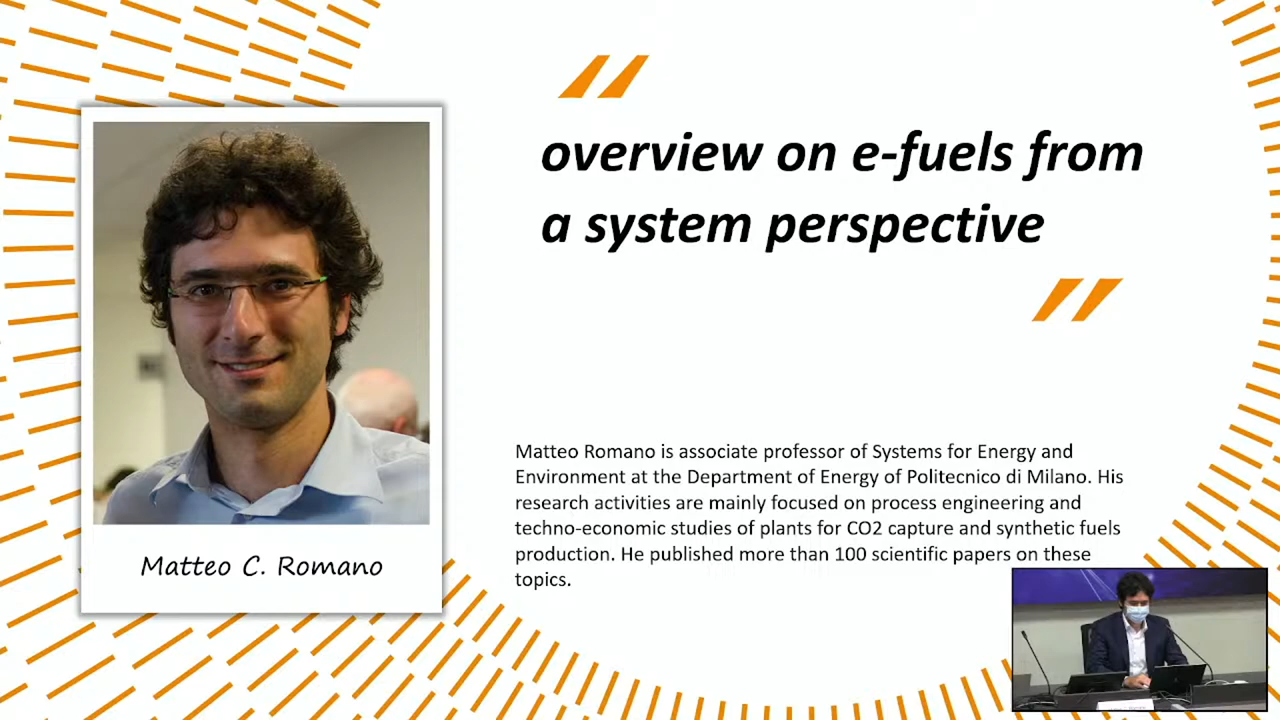 overview on e-fuels from
a system perspective
Matteo C. Romano
Matteo Romano is associate professor of Systems for Energy and
Environment at the Department of Energy of Politecnico di Milano. His
research activities are mainly focused on process engineering and
techno-economic studies of plants for CO2 capture and synthetic fuels
production. He published more than 100 scientific papers on these
topics.